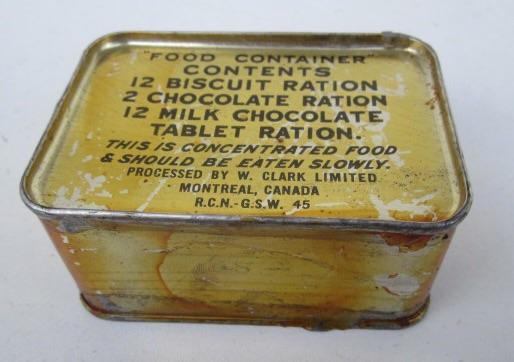 "FOOD CONTAINER"
CONTENTS
12 BISCUIT RATION
2 CHOCOLATE RATION
12 MILK CHOCOLATE
TABLET RATION.
THIS IS CONCENTRATED FOOD
& SHOULD BE EATEN SLOWLY.
PROCESSED BY W. CLARK LIMITED
MONTREAL, CANADA
R.C.N.-G.S.W. 45